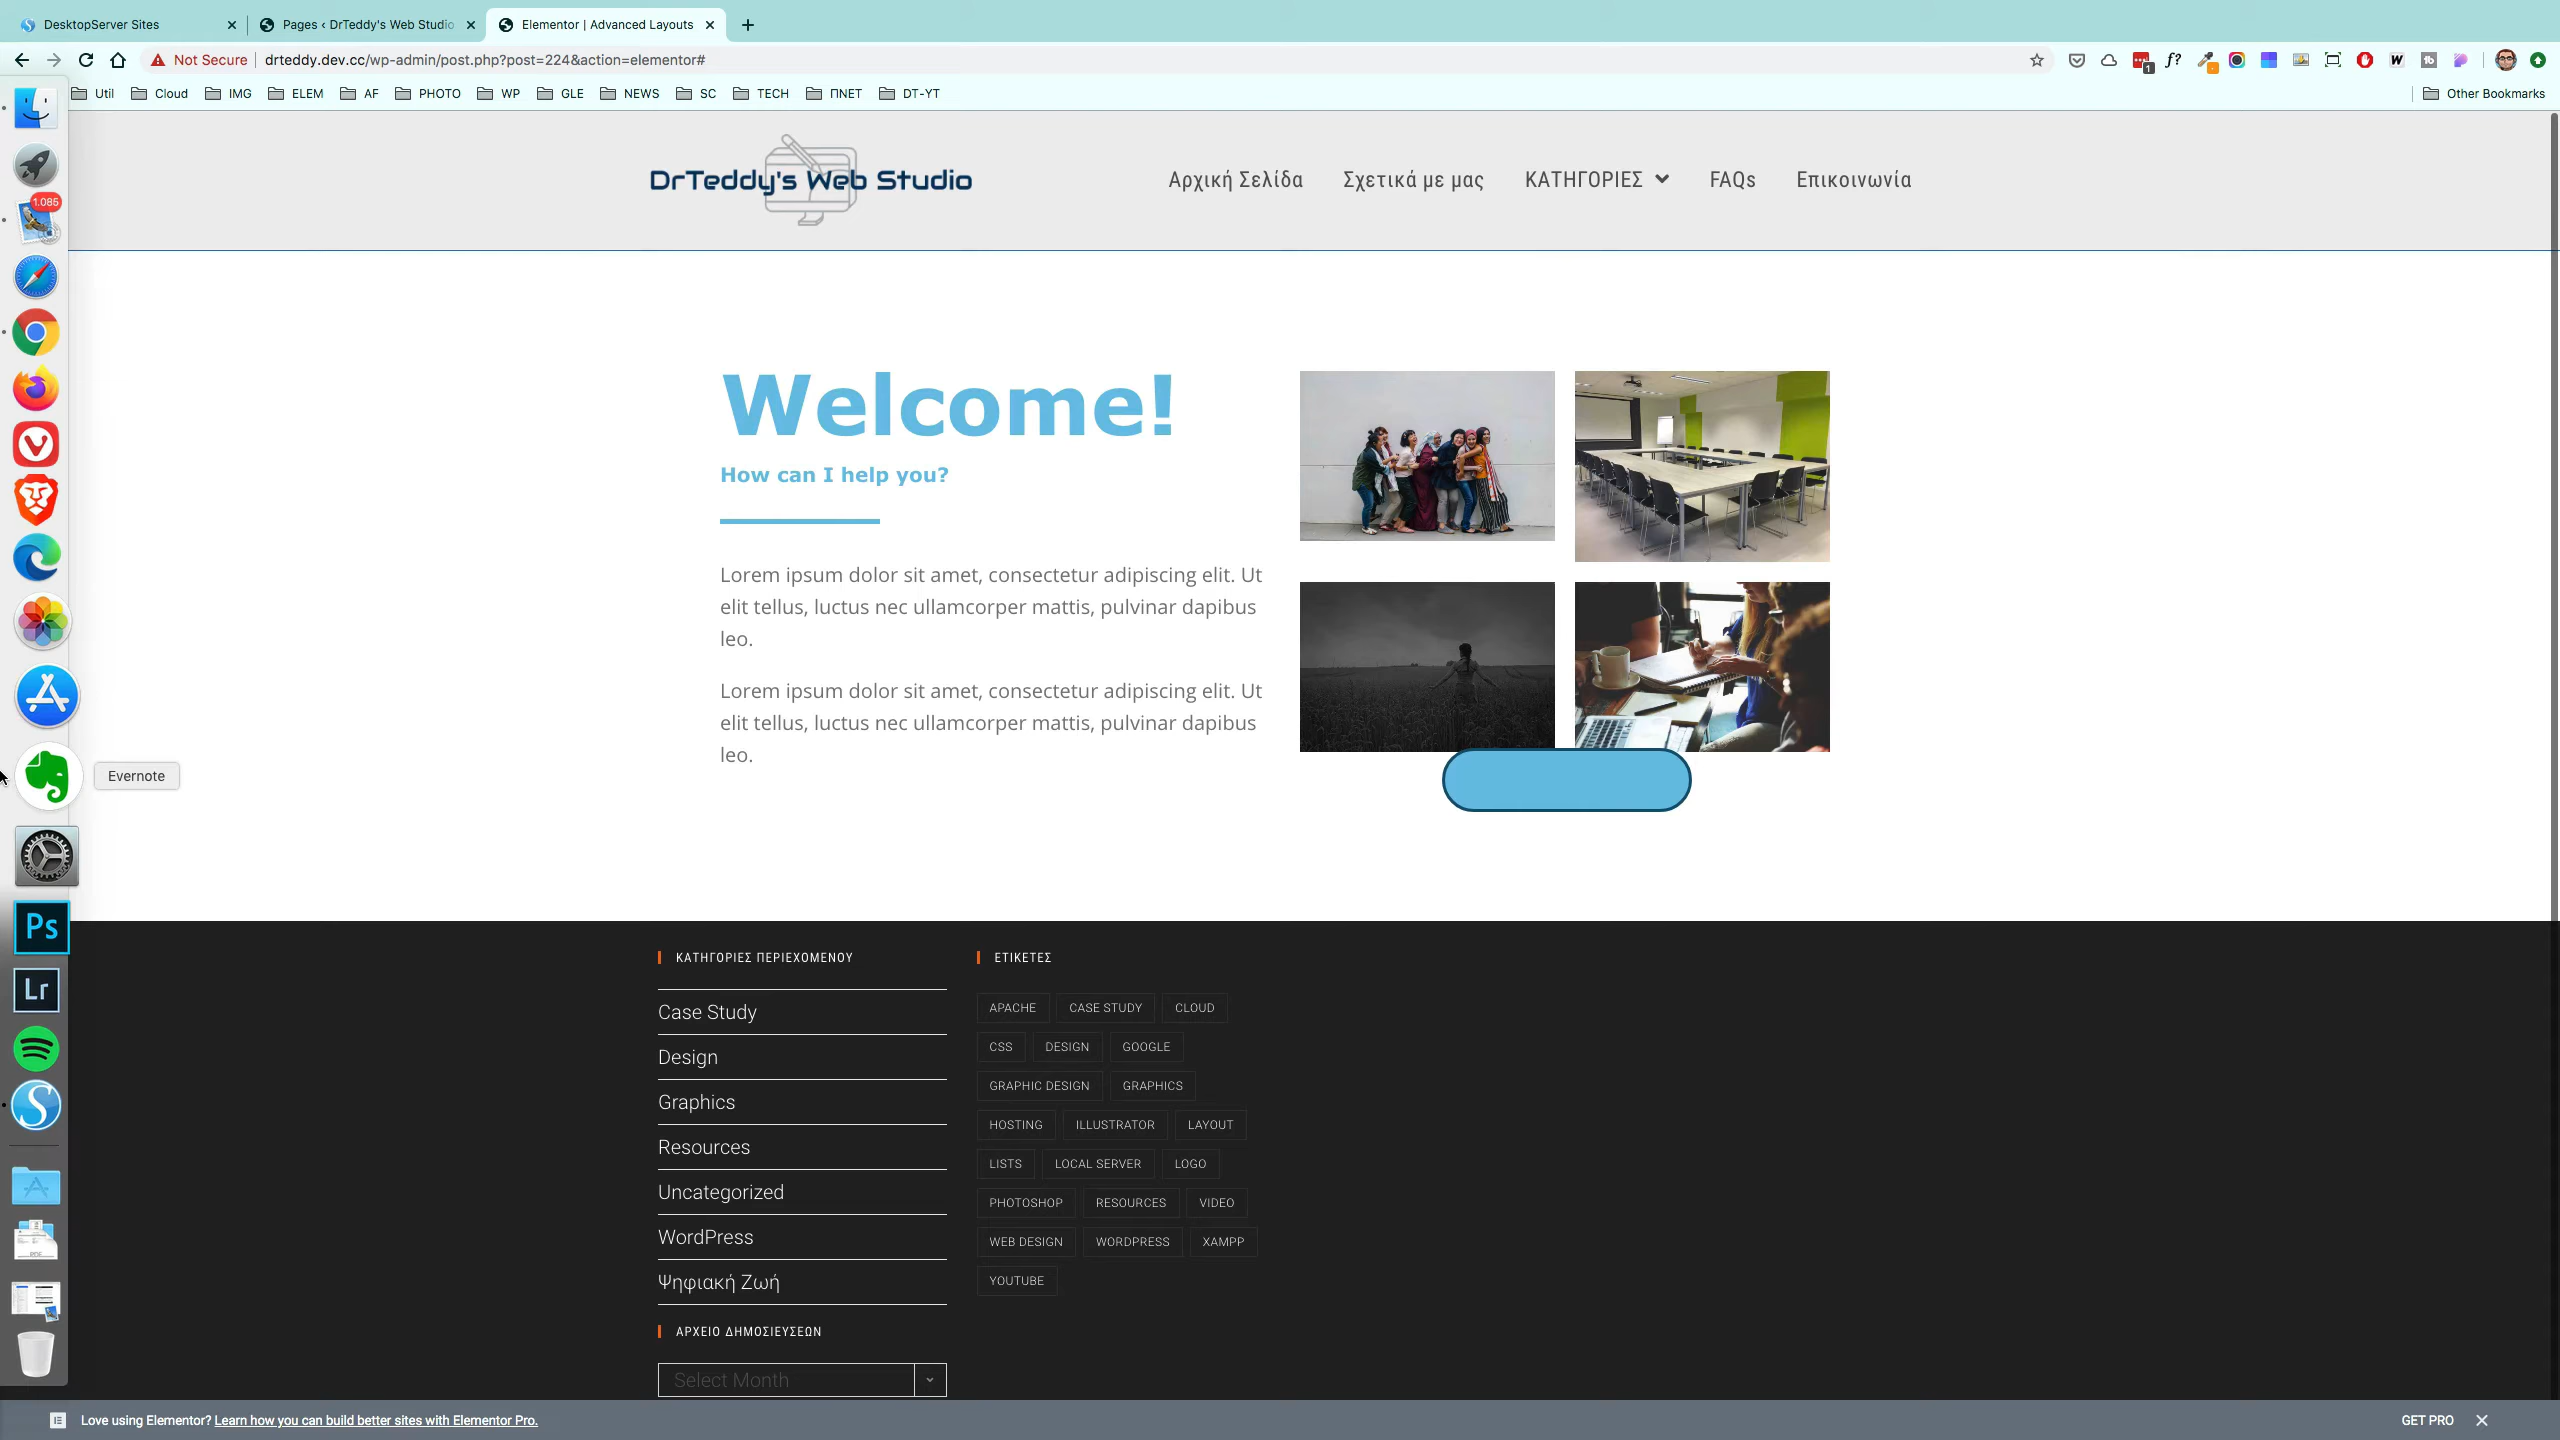 DesktopServer Sites
Pages ‹ DrTeddy's Web Studio
Elementor | Advanced Layouts
Not Secure
drteddy.dev.cc/wp-admin/post.php?post=224&action=elementor#
f?
1
W
Util
Cloud
IMG
ELEM
AF
PHOTO
WP
GLE
NEWS
SC
TECH
ΠΝΕΤ
DT-YT
Other Bookmarks
DrTeddy's Web Studio
Αρχική Σελίδα
Σχετικά με μας
ΚΑΤΗΓΟΡΙΕΣ
FAQs
Επικοινωνία
1.085
Welcome!
How can I help you?
Lorem ipsum dolor sit amet, consectetur adipiscing elit. Ut
elit tellus, luctus nec ullamcorper mattis, pulvinar dapibus
leo.
Lorem ipsum dolor sit amet, consectetur adipiscing elit. Ut
elit tellus, luctus nec ullamcorper mattis, pulvinar dapibus
leo.
Evernote
Ps
Lr
ΚΑΤΗΓΟΡΙΕΣ ΠΕΡΙΕΧΟΜΕΝΟΥ
Case Study
Design
Graphics
Resources
Uncategorized
WordPress
Ψηφιακή Ζωή
ΑΡΧΕΙΟ ΔΗΜΟΣΙΕΥΣΕΩΝ
Select Month
ΕΤΙΚΕΤΕΣ
APACHE CASE STUDY CLOUD
CSS DESIGN GOOGLE
GRAPHIC DESIGN GRAPHICS
HOSTING ILLUSTRATOR LAYOUT
LISTS LOCAL SERVER LOGO
PHOTOSHOP RESOURCES VIDEO
WEB DESIGN WORDPRESS XAMPP
YOUTUBE
Love using Elementor? Learn how you can build better sites with Elementor Pro.
GET PRO